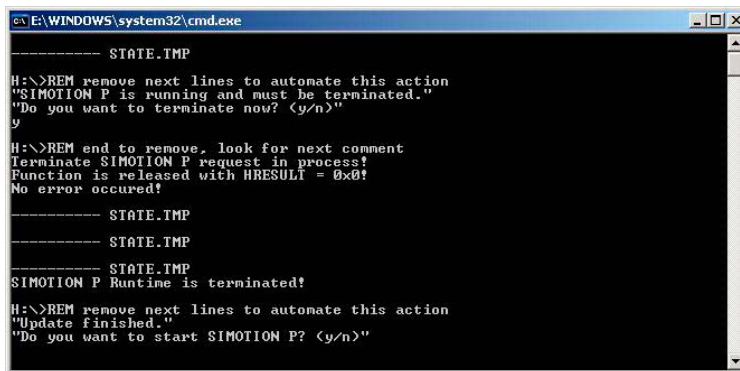 E:\WINDOWS\system32\cmd.exe
---------- STATE.TMP
H:\>REM remove next lines to automate this action
"SIMOTION P is running and must be terminated."
"Do you want to terminate now? (y/n)"
y
H:\>REM end to remove, look for next comment
Terminate SIMOTION P request in process!
Function is released with HRESULT = 0x0!
No error occured!
---------- STATE.TMP
---------- STATE.TMP
---------- STATE.TMP
SIMOTION P Runtime is terminated!
H:\>REM remove next lines to automate this action
"Update finished."
"Do you want to start SIMOTION P? (y/n)"